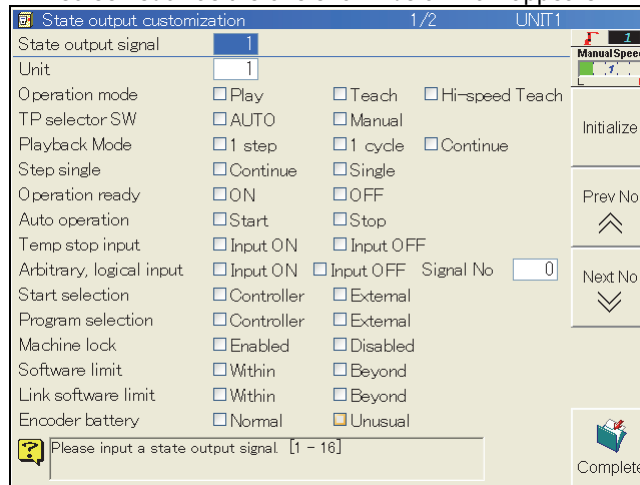 State output customization 1/2 UNIT1
State output signal 1
1
Manual Speed
1
Unit 1
Operation mode Play Teach Hi-speed Teach
TP selector SW AUTO Manual
Initialize
Playback Mode 1 step 1 cycle Continue
Step single Continue Single
Operation ready ON OFF
Prev No
Auto operation Start Stop
Temp stop input Input ON Input OFF
Arbitrary, logical input Input ON Input OFF Signal No 0
Next No
Start selection Controller External
Program selection Controller External
Machine lock Enabled Disabled
Software limit Within Beyond
Link software limit Within Beyond
Encoder battery Normal Unusual
Please input a state output signal. [1 - 16]
Complete